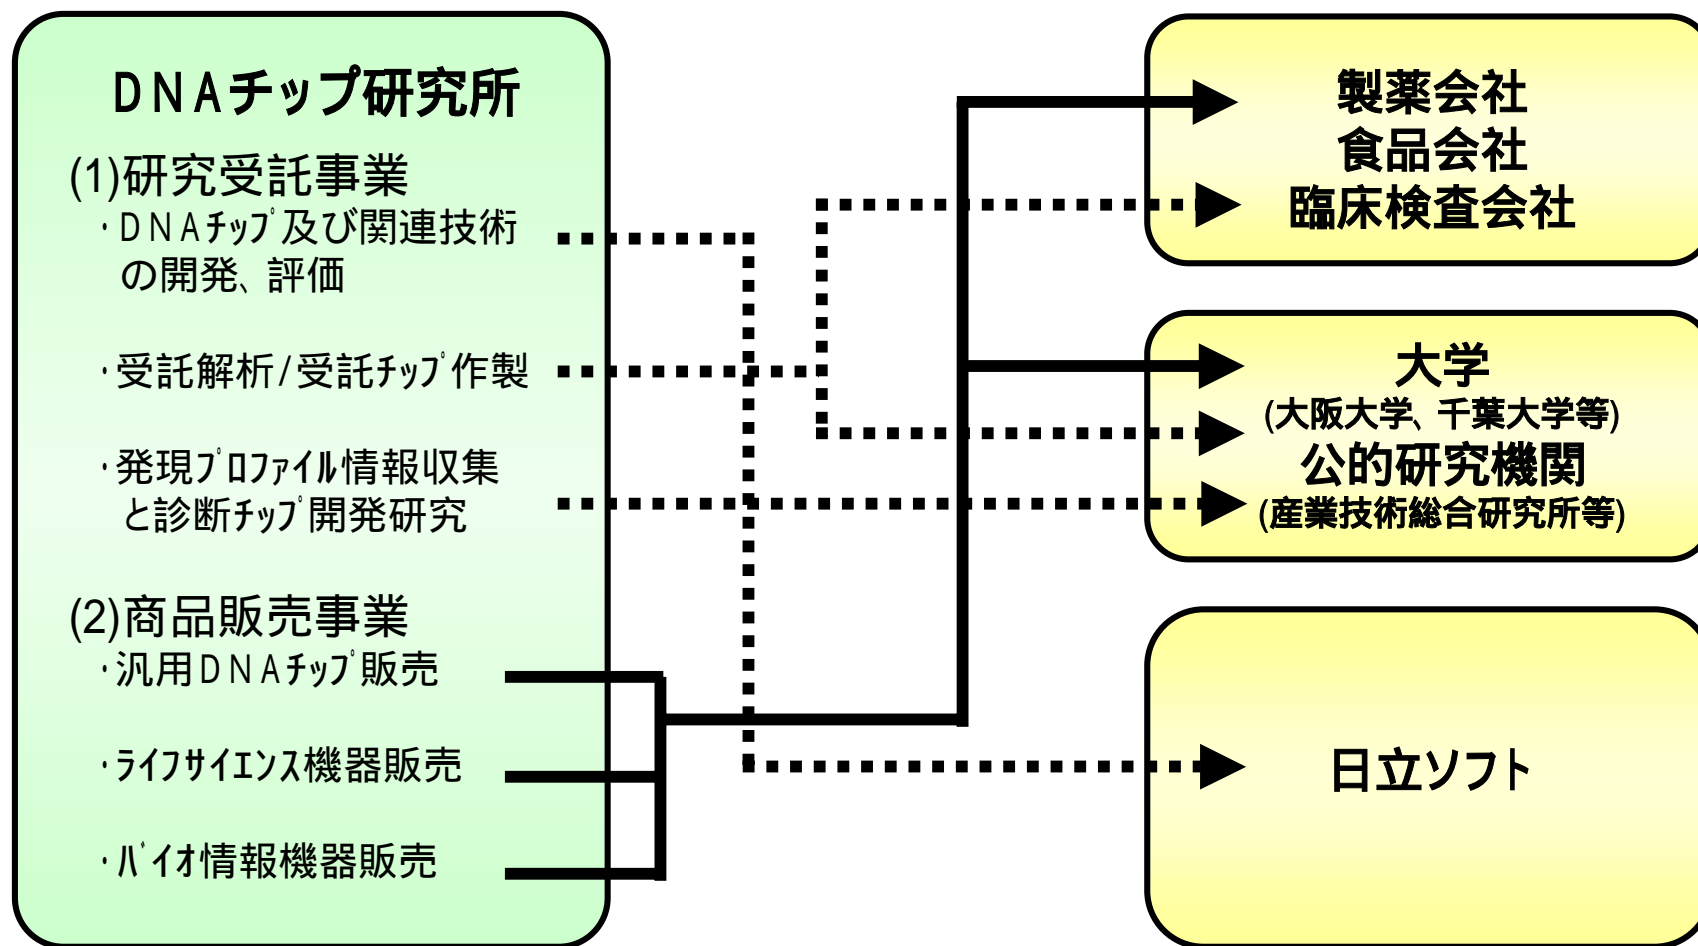 DNAチップ研究所
(1)研究受託事業
・DNAﾁｯﾌﾟ及び関連技術
の開発、評価
・受託解析/受託ﾁｯﾌﾟ作製
・発現ﾌﾟﾛﾌｧｲﾙ情報収集
と診断ﾁｯﾌﾟ開発研究
(2)商品販売事業
・汎用DNAﾁｯﾌﾟ販売
・ﾗｲﾌｻｲｴﾝｽ機器販売
・ﾊﾞｲｵ情報機器販売
製薬会社
食品会社
臨床検査会社
大学
(大阪大学、千葉大学等)
公的研究機関
(産業技術総合研究所等)
日立ソフト